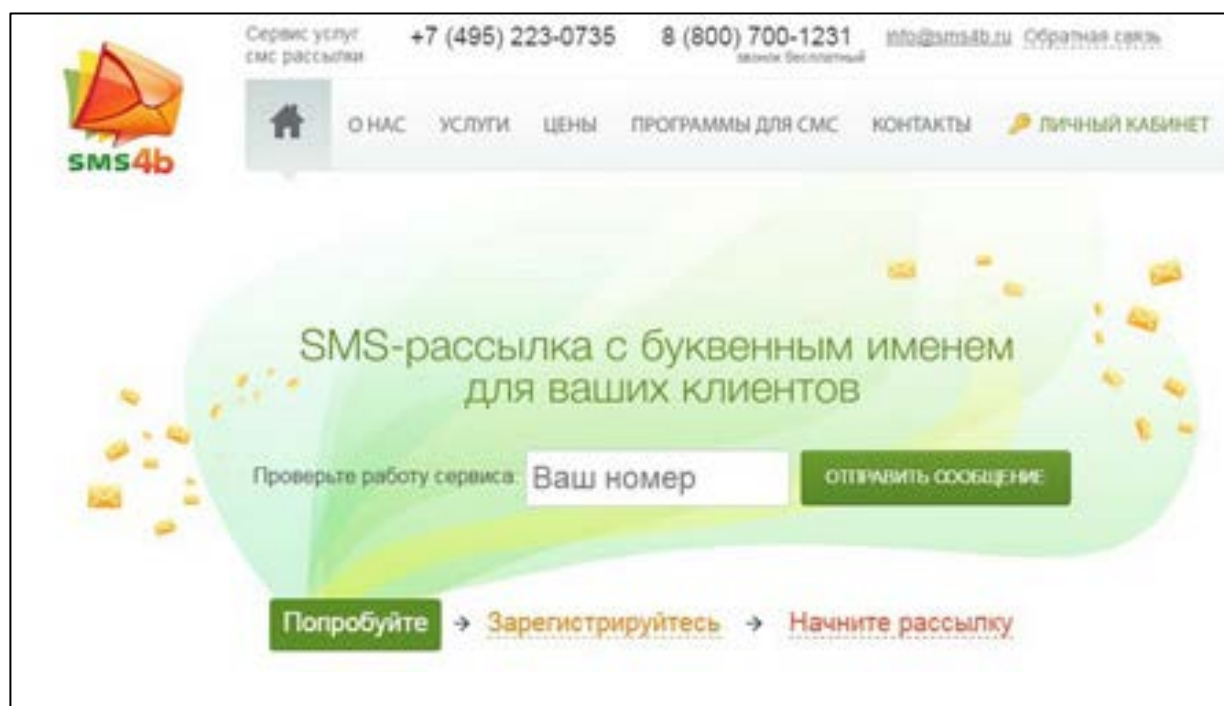 Сервис услуг
смс рассылки
+7 (495) 223-0735
8 (800) 700-1231
звонок бесплатный
info@sms4b.ru
Обратная связь
sms4b
О НАС
УСЛУГИ
ЦЕНЫ
ПРОГРАММЫ ДЛЯ СМС
КОНТАКТЫ
ЛИЧНЫЙ КАБИНЕТ
SMS-рассылка с буквенным именем
для ваших клиентов
Проверьте работу сервиса:
Ваш номер
ОТПРАВИТЬ СООБЩЕНИЕ
Попробуйте → Зарегистрируйтесь → Начните рассылку